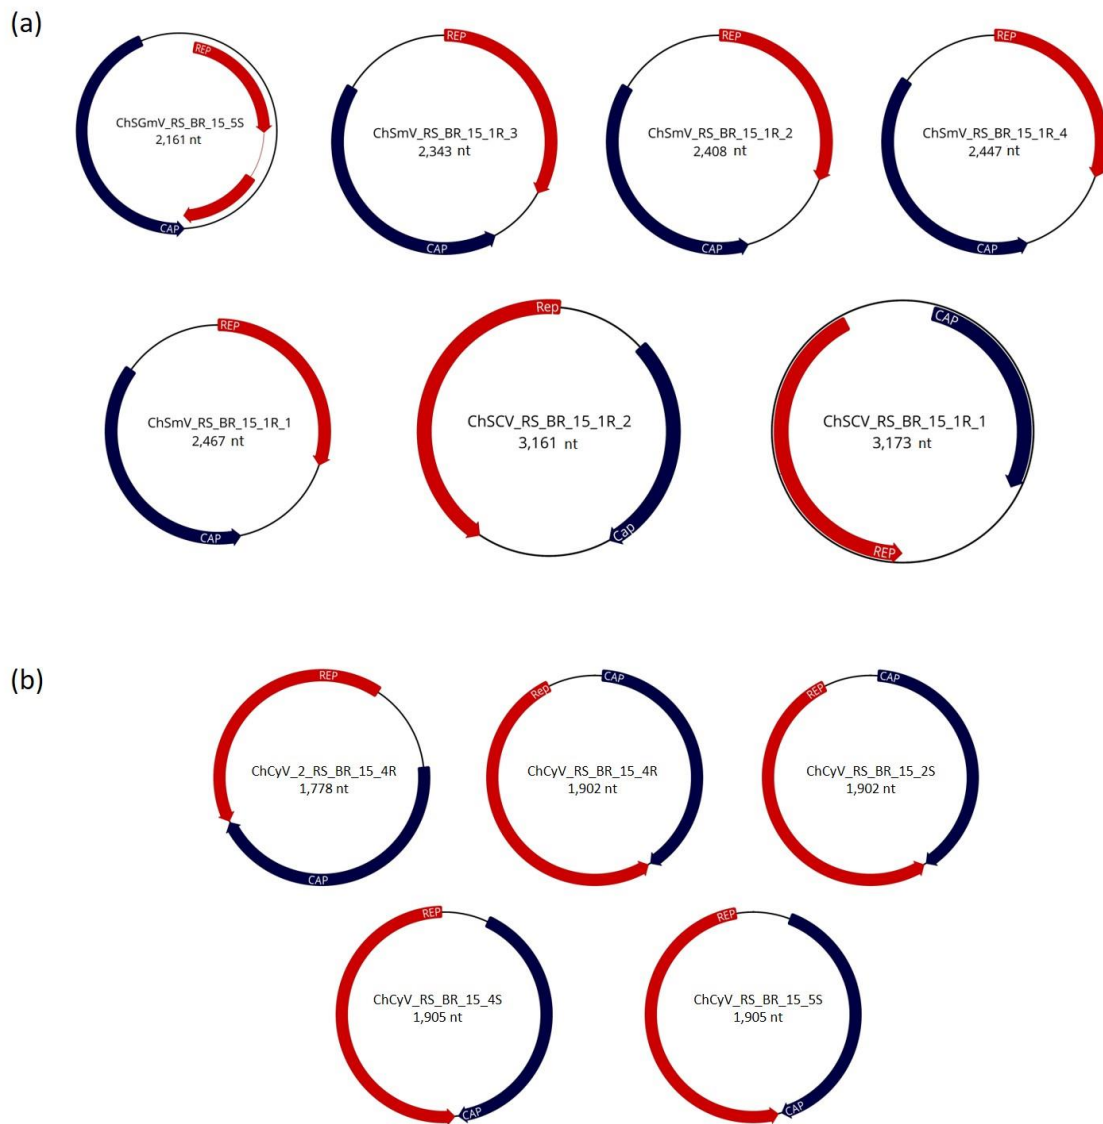 (a)
REP
CAP
ChSGmV_RS_BR_15_5S
2,161 nt
REP
CAP
ChSmV_RS_BR_15_1R_3
2,343 nt
REP
CAP
ChSmV_RS_BR_15_1R_2
2,408 nt
REP
CAP
ChSmV_RS_BR_15_1R_4
2,447 nt
REP
CAP
ChSmV_RS_BR_15_1R_1
2,467 nt
Rep
Cap
ChSCV_RS_BR_15_1R_2
3,161 nt
CAP
REP
ChSCV_RS_BR_15_1R_1
3,173 nt
(b)
REP
CAP
ChCyV_2_RS_BR_15_4R
1,778 nt
Rep
CAP
ChCyV_RS_BR_15_4R
1,902 nt
REP
CAP
ChCyV_RS_BR_15_2S
1,902 nt
REP
CAP
ChCyV_RS_BR_15_4S
1,905 nt
REP
CAP
ChCyV_RS_BR_15_5S
1,905 nt